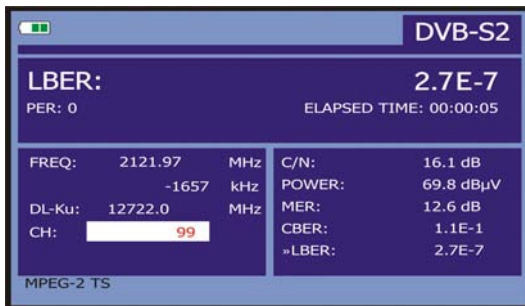 DVB-S2
LBER: 2.7E-7
PER: 0 ELAPSED TIME: 00:00:05
FREQ: 2121.97 MHz
-1657 kHz
DL-Ku: 12722.0 MHz
CH: 99
C/N: 16.1 dB
POWER: 69.8 dBµV
MER: 12.6 dB
CBER: 1.1E-1
»LBER: 2.7E-7
MPEG-2 TS